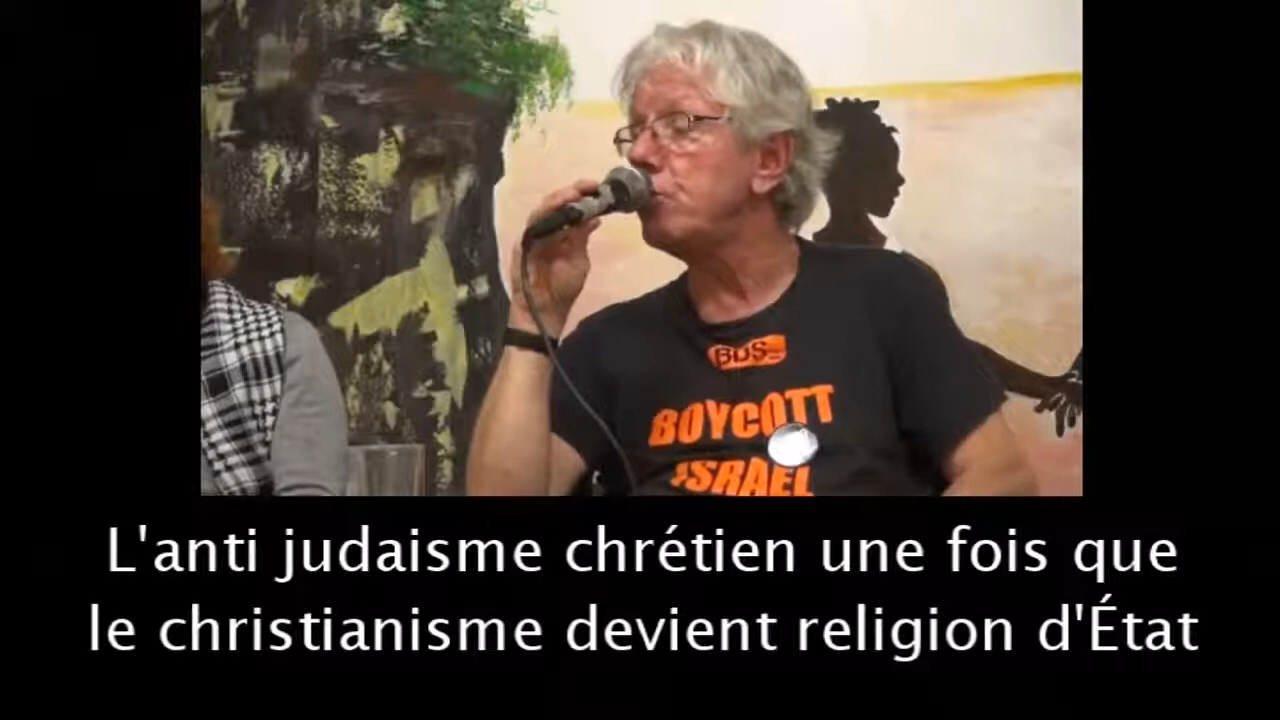 BDS
BOYCOTT
ISRAEL
L'anti judaisme chrétien une fois que
le christianisme devient religion d'État